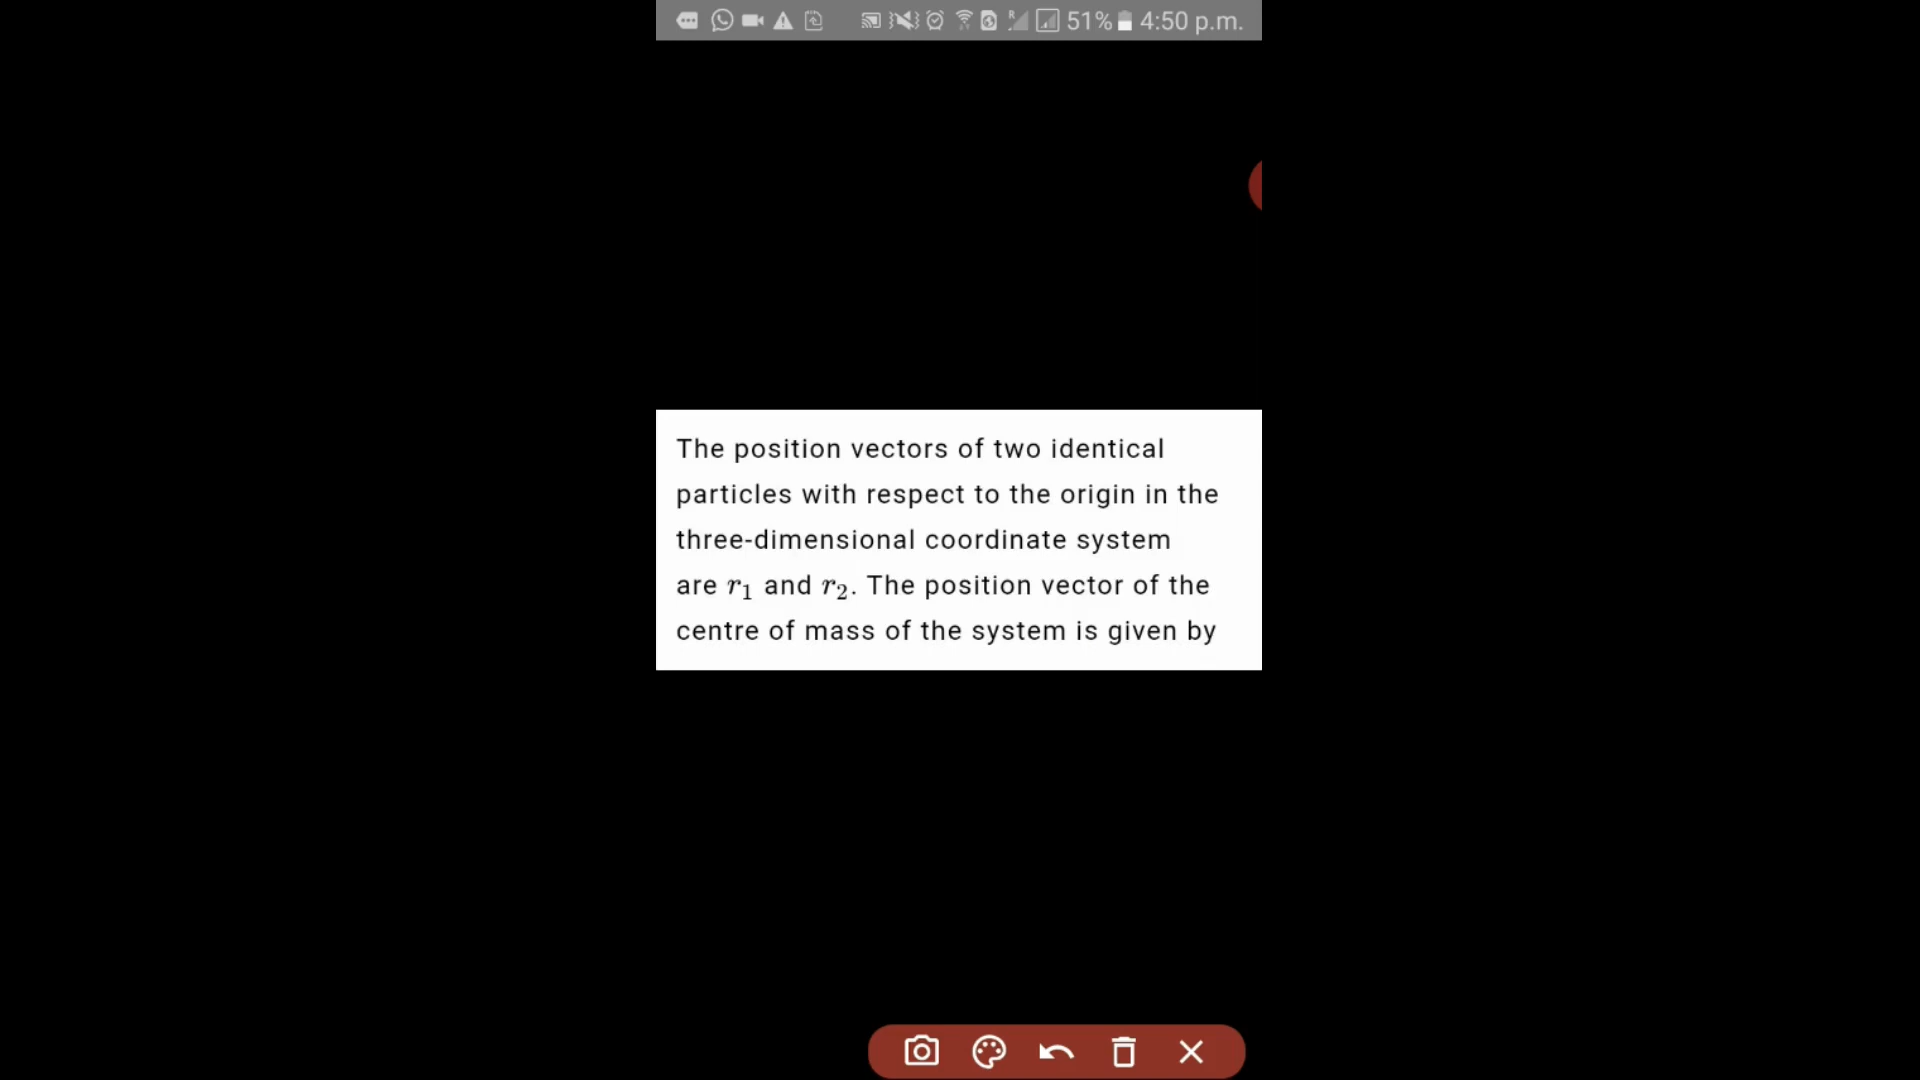 51% 4:50 p.m.
The position vectors of two identical
particles with respect to the origin in the
three-dimensional coordinate system
are r₁ and r₂. The position vector of the
centre of mass of the system is given by